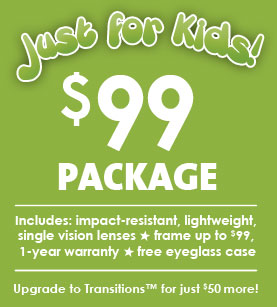 Just for Kids!
$99
PACKAGE
Includes: impact-resistant, lightweight,
single vision lenses ★ frame up to $99,
1-year warranty ★ free eyeglass case
Upgrade to Transitions™ for just $50 more!